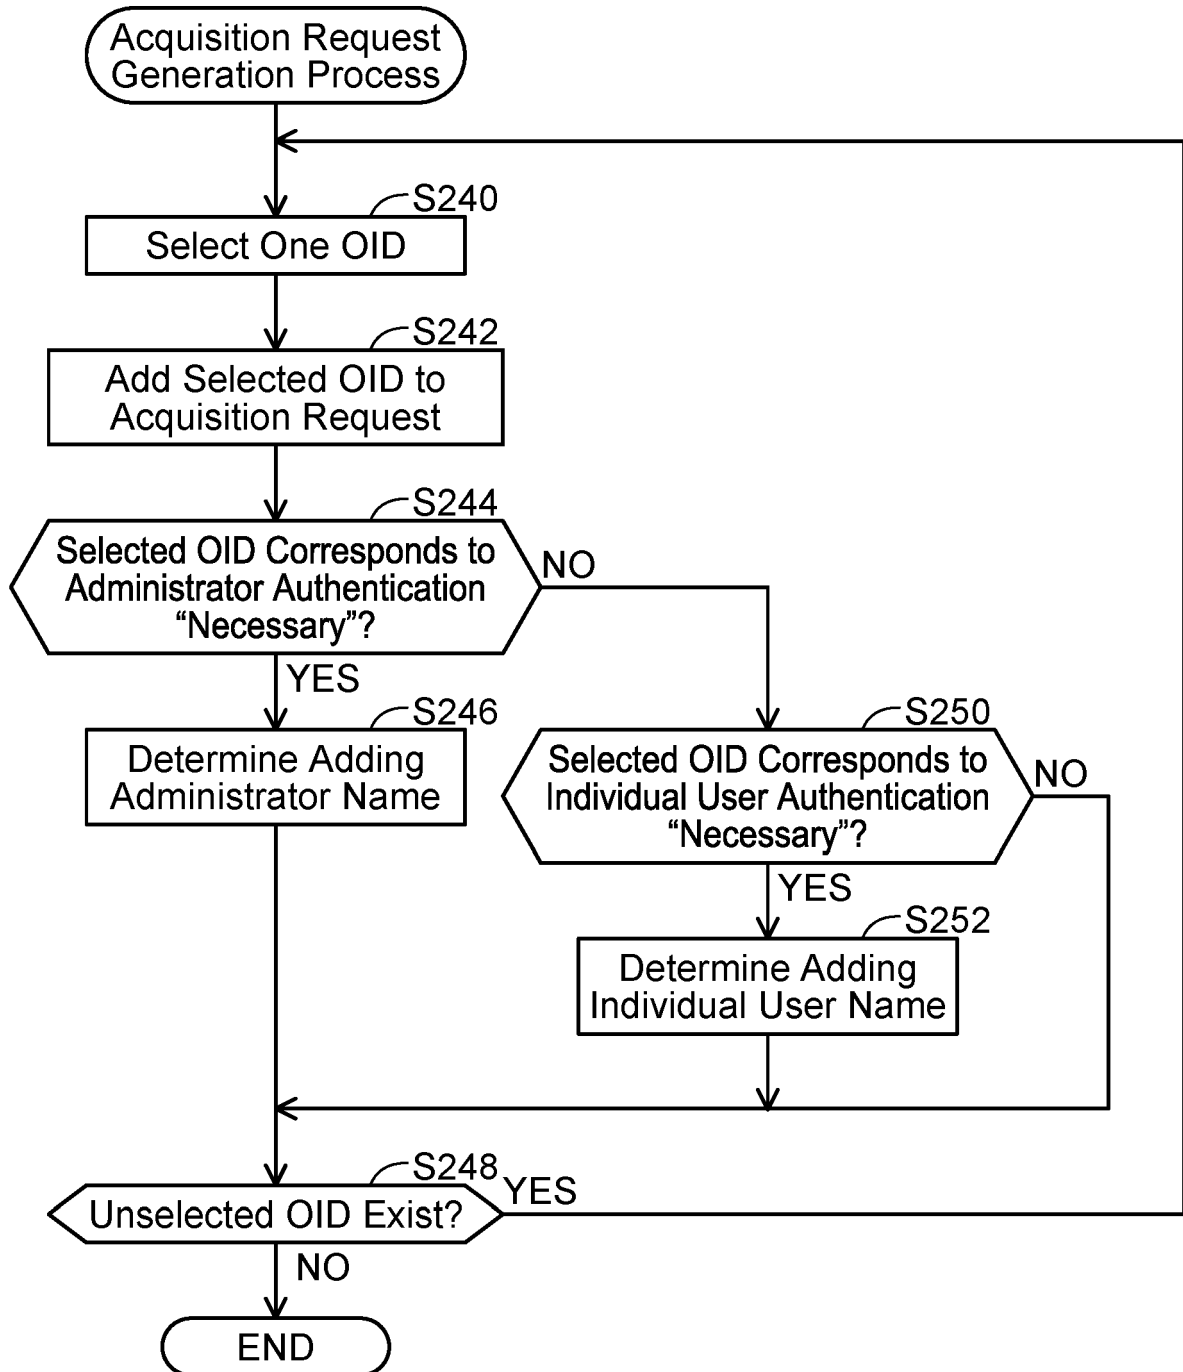 Acquisition Request
Generation Process
S240
Select One OID
S242
Add Selected OID to
Acquisition Request
S244
Selected OID Corresponds to
Administrator Authentication
“Necessary”?
NO
YES
S246
Determine Adding
Administrator Name
S250
Selected OID Corresponds to
Individual User Authentication
“Necessary”?
NO
YES
S252
Determine Adding
Individual User Name
S248
Unselected OID Exist?
YES
NO
END